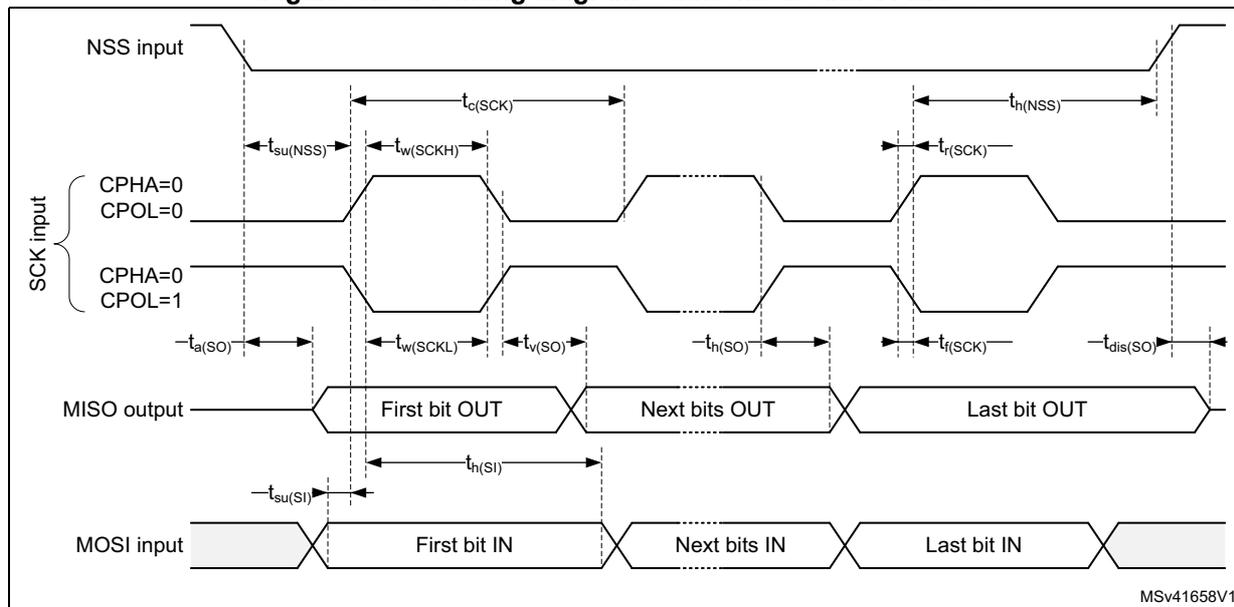 NSS input
tc(SCK)
th(NSS)
tsu(NSS)
tw(SCKH)
tr(SCK)
SCK input
CPHA=0
CPOL=0
CPHA=0
CPOL=1
ta(SO)
tw(SCKL)
tv(SO)
th(SO)
tf(SCK)
tdis(SO)
MISO output
First bit OUT
Next bits OUT
Last bit OUT
th(SI)
tsu(SI)
MOSI input
First bit IN
Next bits IN
Last bit IN
MSv41658V1